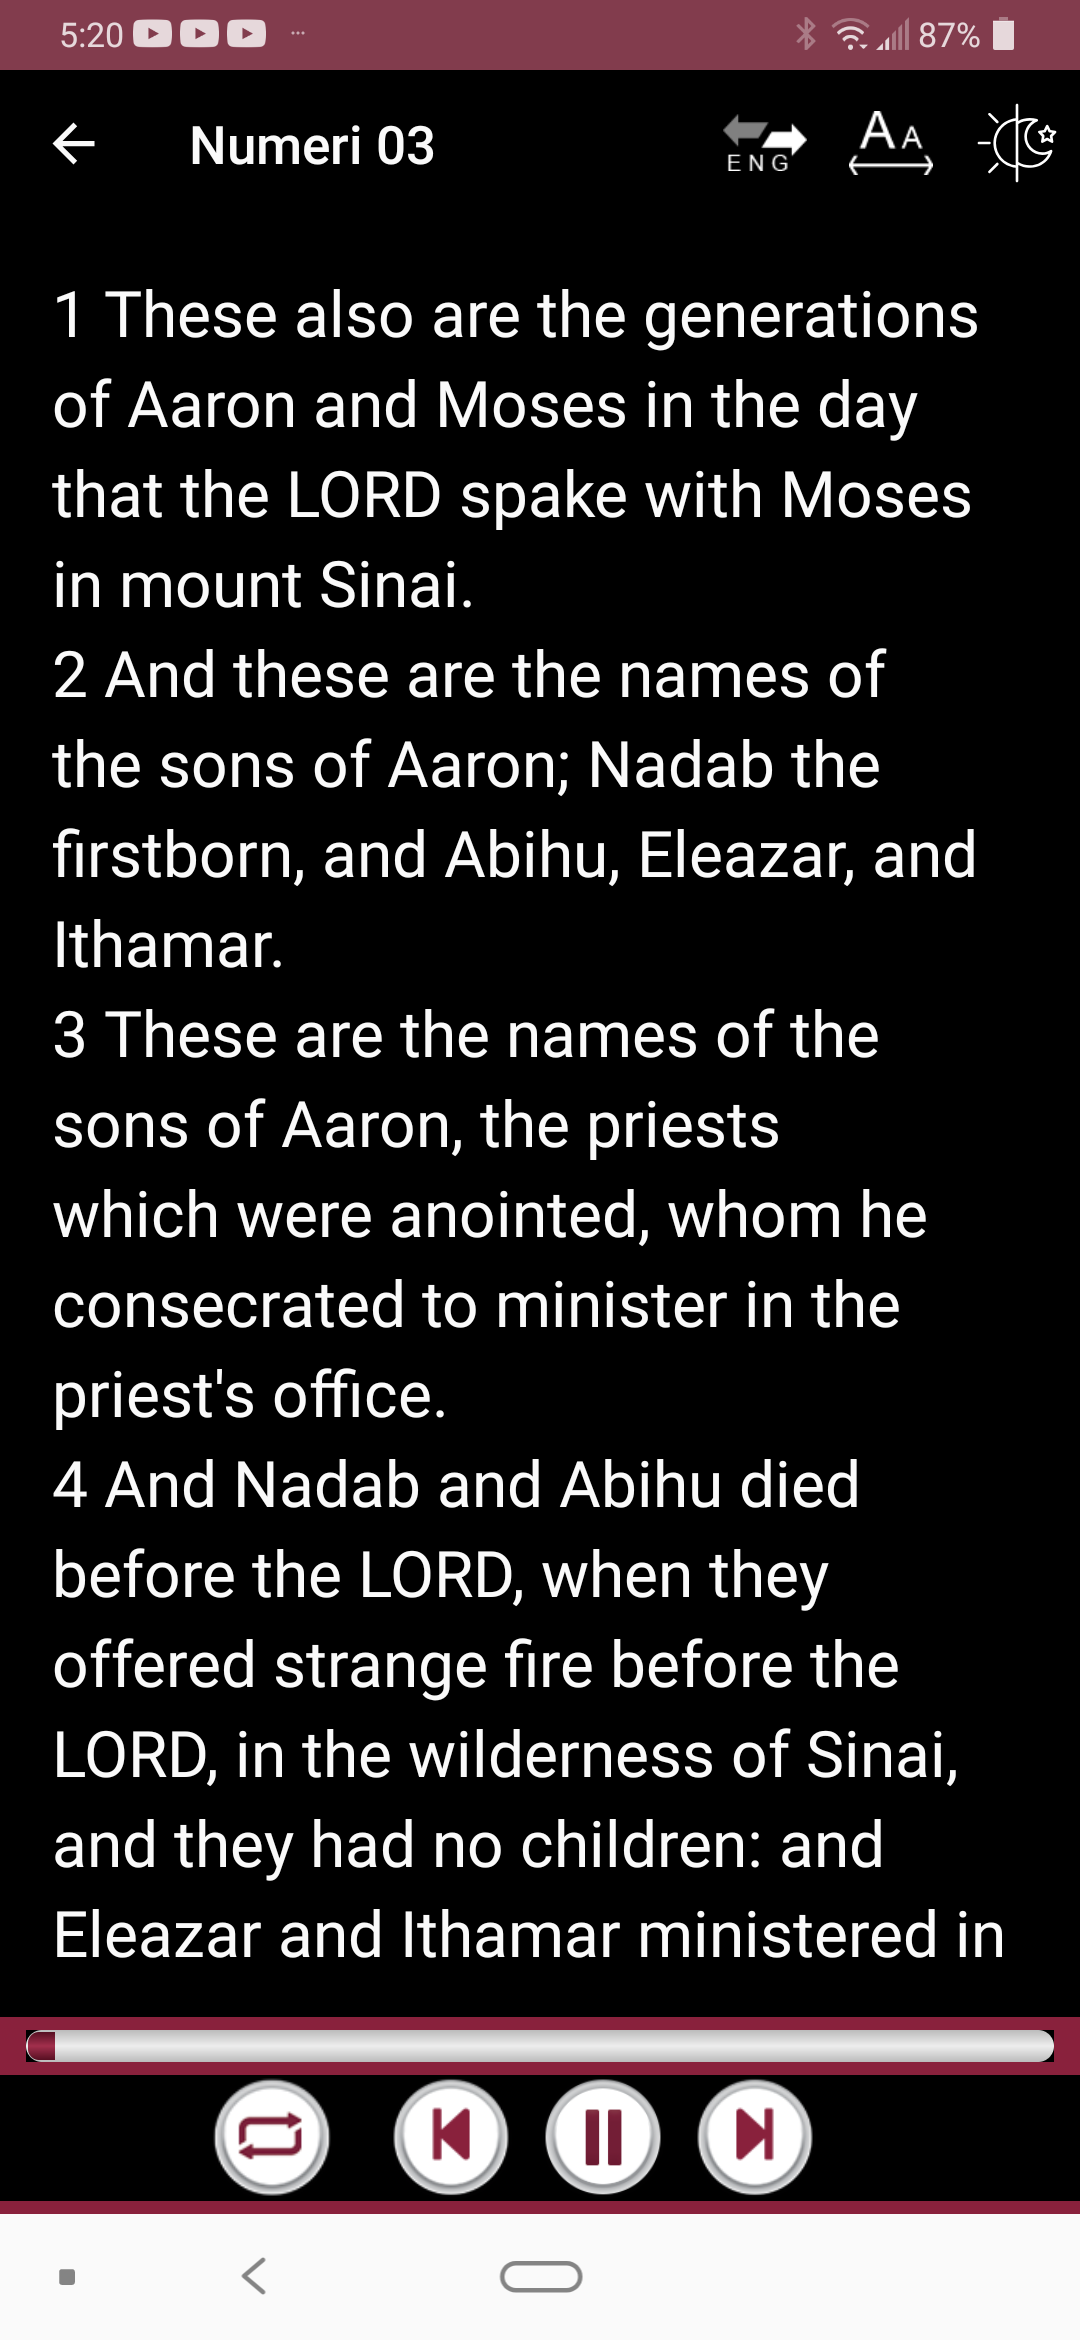 5:20 87%
Numeri 03
ENG
AA
1 These also are the generations
of Aaron and Moses in the day
that the LORD spake with Moses
in mount Sinai.
2 And these are the names of
the sons of Aaron; Nadab the
firstborn, and Abihu, Eleazar, and
Ithamar.
3 These are the names of the
sons of Aaron, the priests
which were anointed, whom he
consecrated to minister in the
priest's office.
4 And Nadab and Abihu died
before the LORD, when they
offered strange fire before the
LORD, in the wilderness of Sinai,
and they had no children: and
Eleazar and Ithamar ministered in